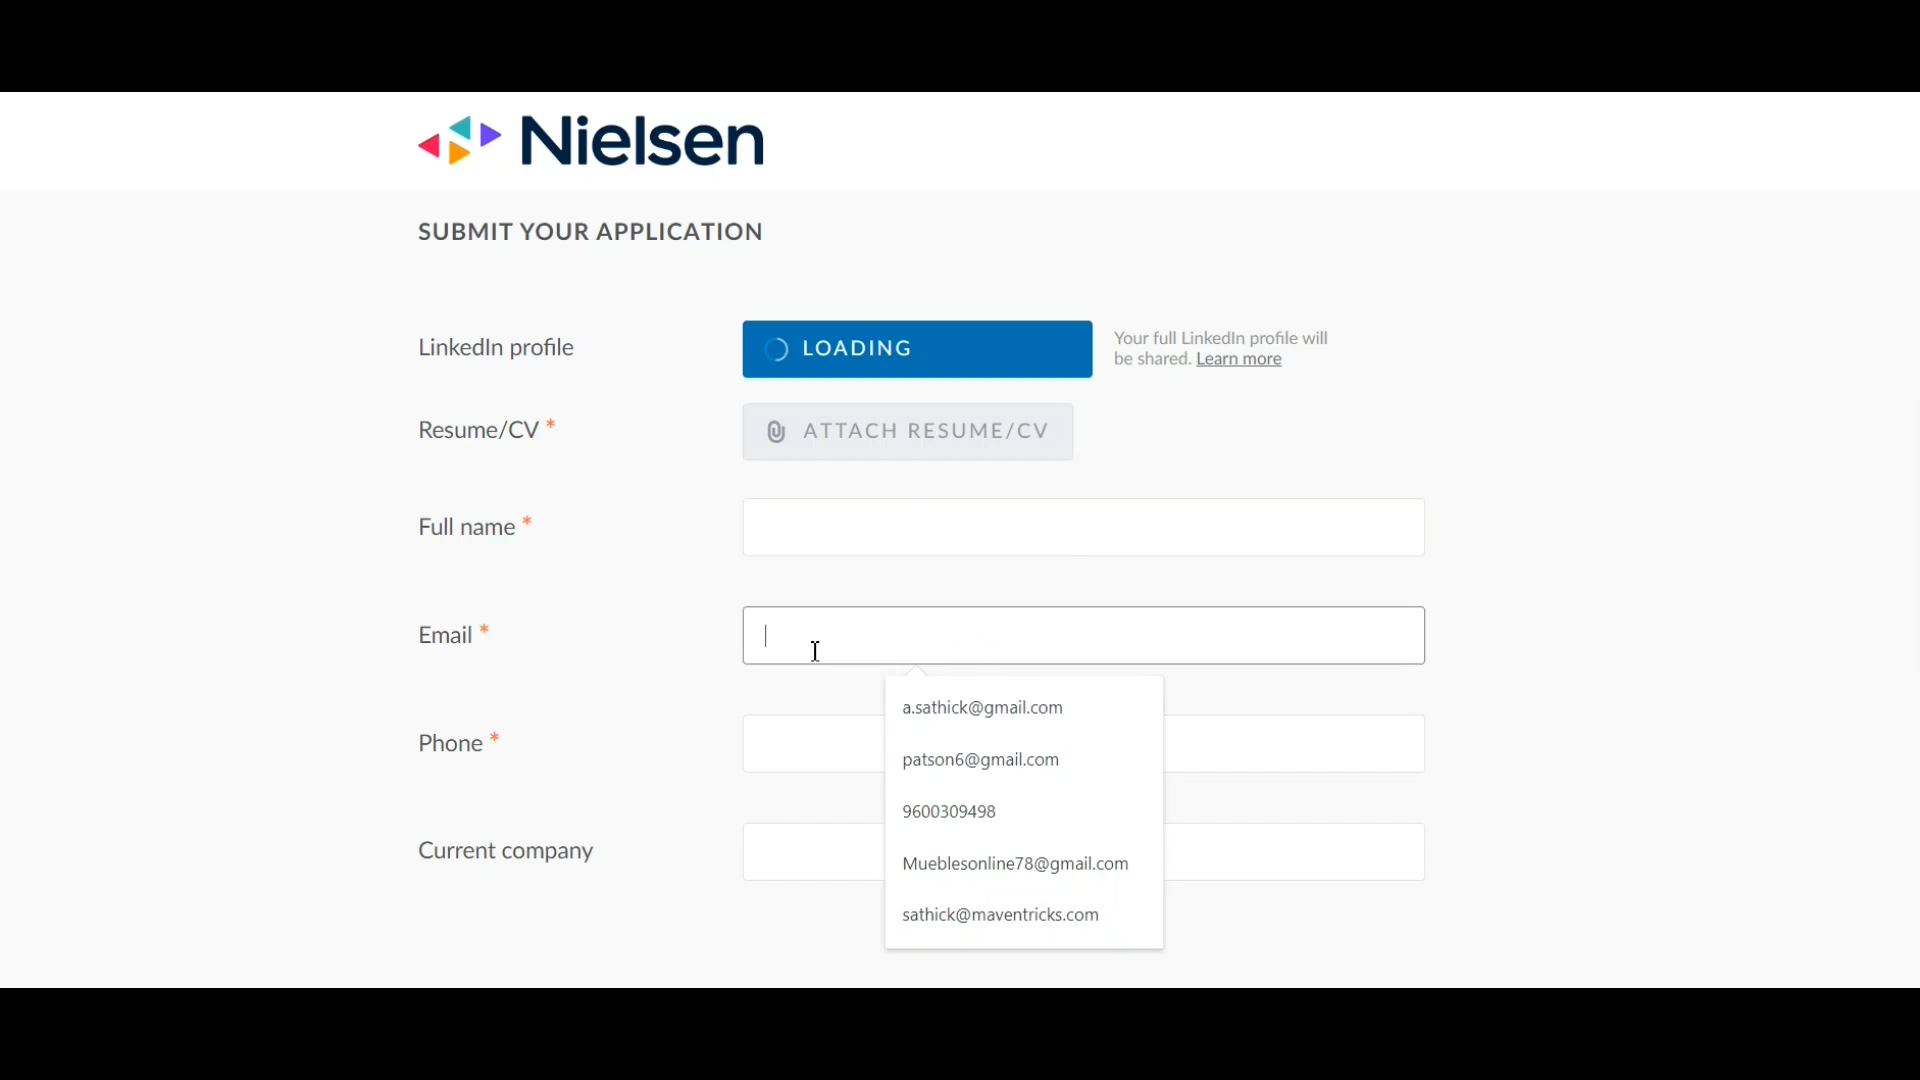 Nielsen
SUBMIT YOUR APPLICATION
LinkedIn profile
LOADING
Your full LinkedIn profile will
be shared. Learn more
Resume/CV *
ATTACH RESUME/CV
Full name *
Email *
a.sathick@gmail.com
patson6@gmail.com
9600309498
Mueblesonline78@gmail.com
sathick@maventricks.com
Phone *
Current company